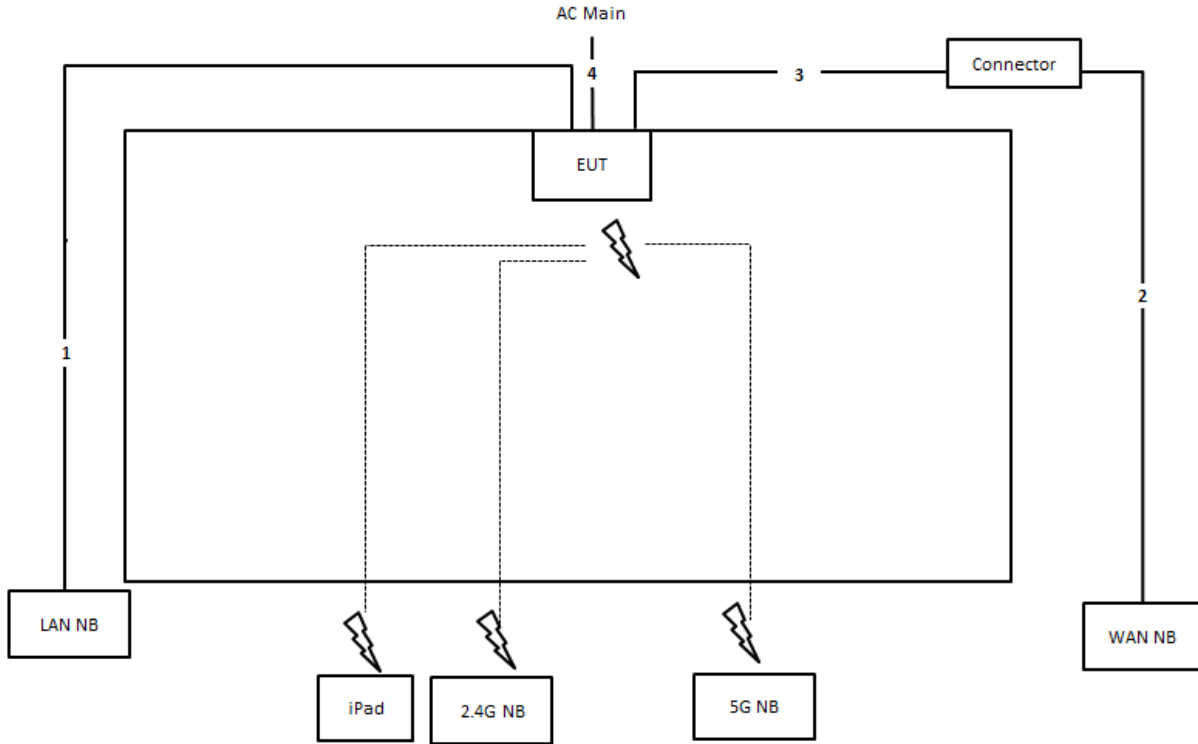 AC Main
Connector
4
3
EUT
2
1
LAN NB
WAN NB
iPad
2.4G NB
5G NB